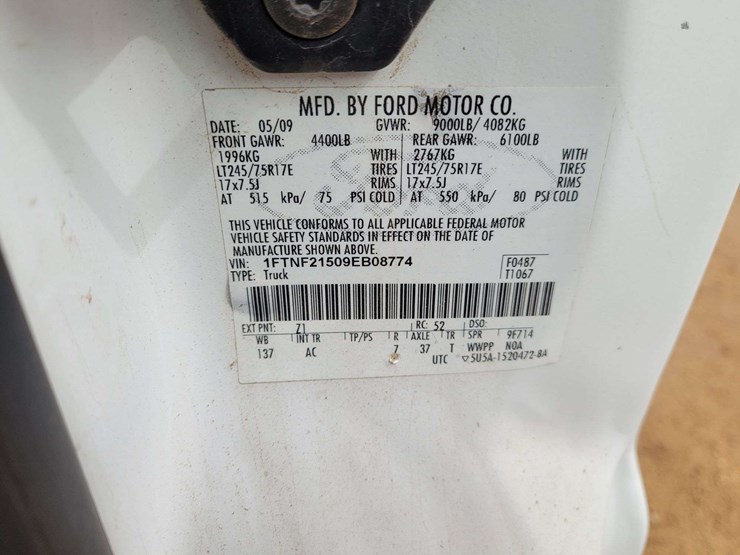 MFD. BY FORD MOTOR CO.
DATE: 05/09 GVWR: 9000LB/ 4082KG
FRONT GAWR: 4400LB REAR GAWR: 6100LB
1996KG WITH 2767KG WITH
LT245/75R17E TIRES LT245/75R17E TIRES
17x7.5J RIMS 17x7.5J RIMS
AT 515 kPa/ 75 PSI COLD AT 550 kPa/ 80 PSI COLD
THIS VEHICLE CONFORMS TO ALL APPLICABLE FEDERAL MOTOR
VEHICLE SAFETY STANDARDS IN EFFECT ON THE DATE OF
MANUFACTURE SHOWN ABOVE.
VIN: 1FTNF21509EB08774 F0487
TYPE: Truck T1067
EXT PNT: Z1 RC: 52 DSO:
WB INT TR TP/PS R AXLE TR SPR 9F714
137 AC 7 37 T WWPP NOA
UTC ▽5U5A-1520472-BA